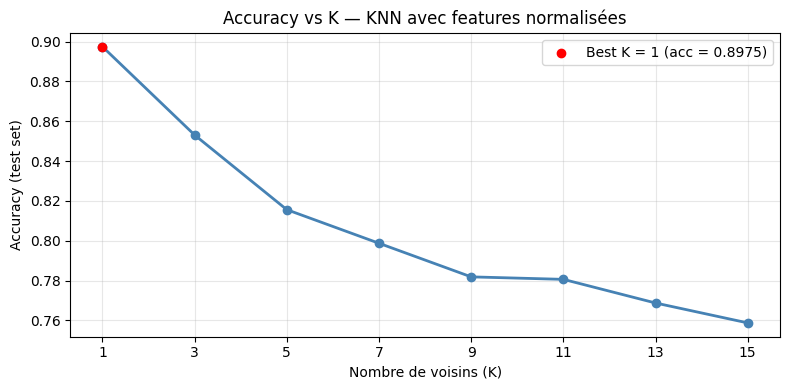 Accuracy vs K — KNN avec features normalisées
Best K = 1 (acc = 0.8975)
Accuracy (test set)
0.90
0.88
0.86
0.84
0.82
0.80
0.78
0.76
1 3 5 7 9 11 13 15
Nombre de voisins (K)